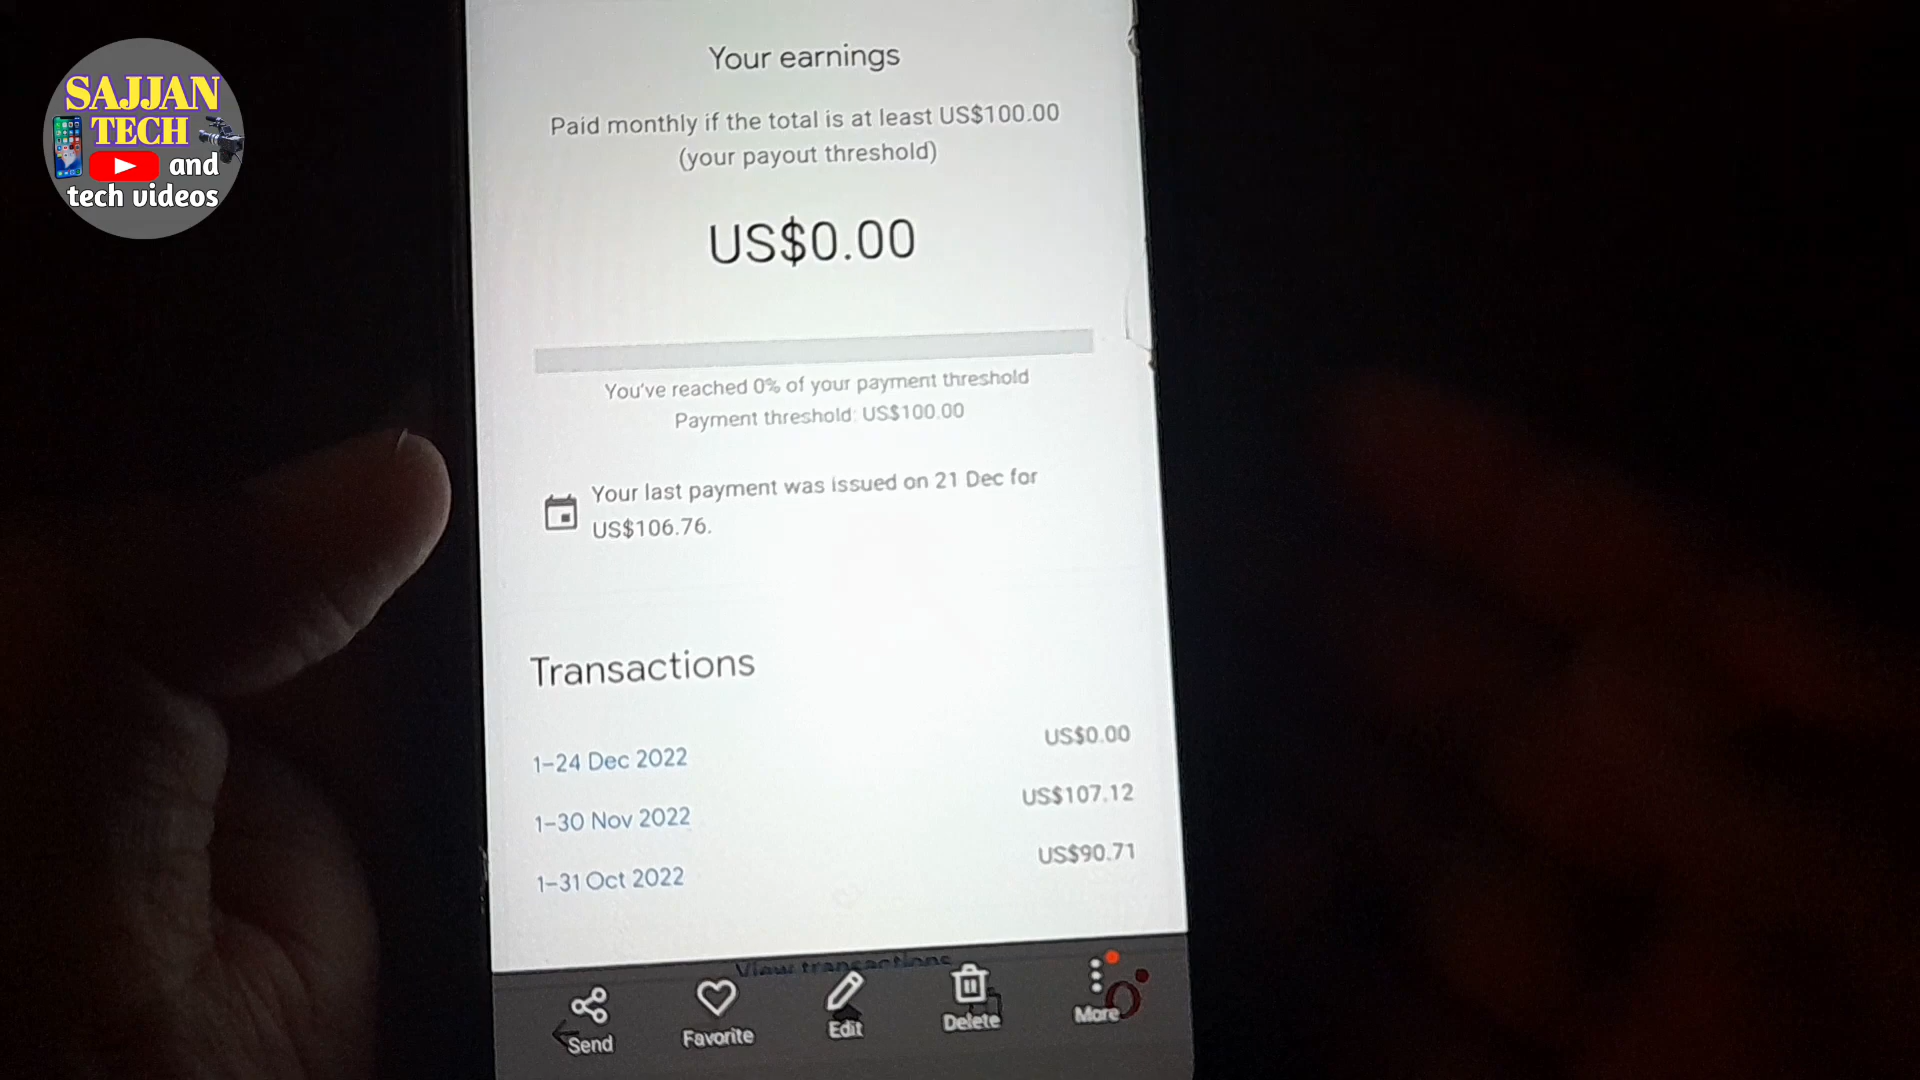 SAJJAN
TECH
and
tech videos
Your earnings
Paid monthly if the total is at least US$100.00
(your payout threshold)
US$0.00
You've reached 0% of your payment threshold
Payment threshold: US$100.00
Your last payment was issued on 21 Dec for
US$106.76.
Transactions
1–24 Dec 2022 US$0.00
1–30 Nov 2022 US$107.12
1–31 Oct 2022 US$90.71
View transactions
Send Favorite Edit Delete More